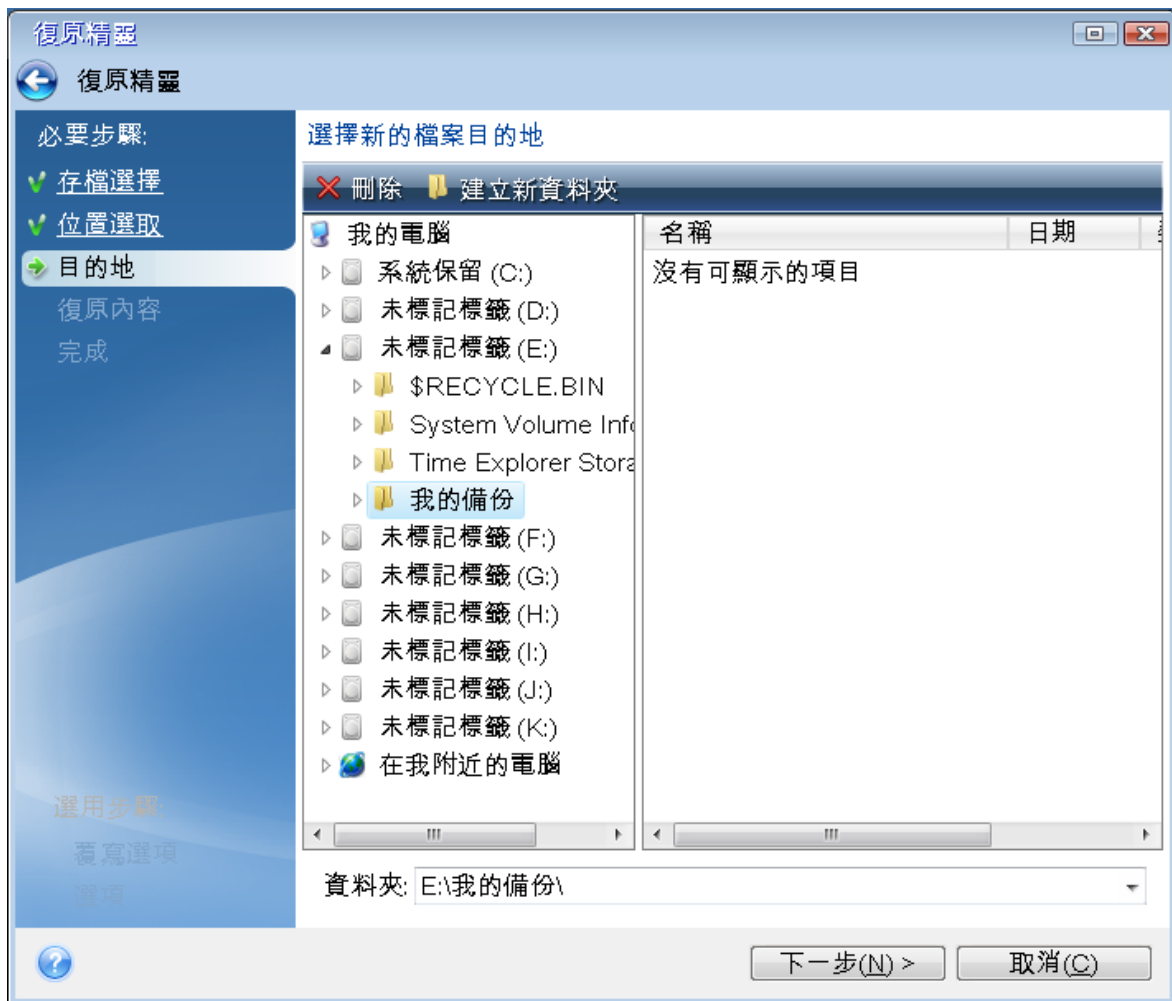 復原精靈
復原精靈
必要步驟:
存檔選擇
位置選取
目的地
復原內容
完成
選用步驟:
覆寫選項
選項
選擇新的檔案目的地
刪除 建立新資料夾
我的電腦
系統保留 (C:)
未標記標籤 (D:)
未標記標籤 (E:)
$RECYCLE.BIN
System Volume Info
Time Explorer Stora
我的備份
未標記標籤 (F:)
未標記標籤 (G:)
未標記標籤 (H:)
未標記標籤 (I:)
未標記標籤 (J:)
未標記標籤 (K:)
在我附近的電腦
名稱 日期
沒有可顯示的項目
資料夾: E:\我的備份\
下一步(N) > 取消(C)